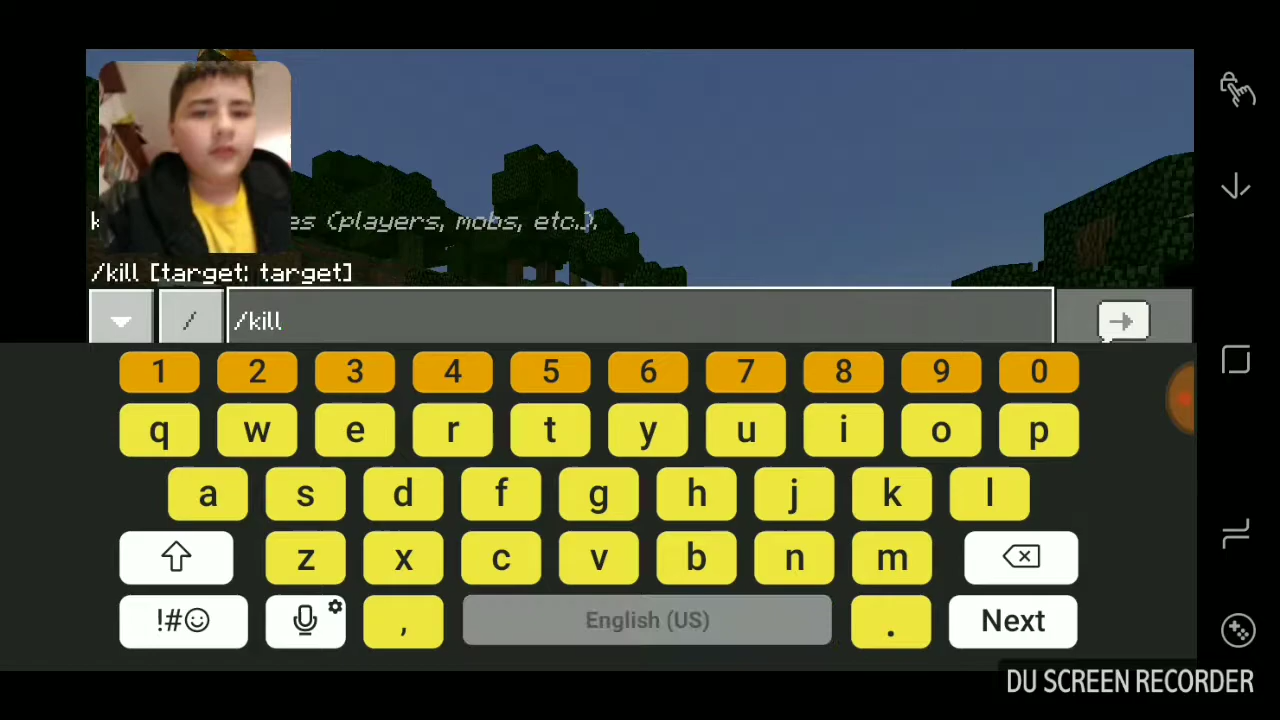 k es (players, mobs, etc.).
/kill [target: target]
/ /kill
1 2 3 4 5 6 7 8 9 0
q w e r t y u i o p
a s d f g h j k l
z x c v b n m
!#☺ , English (US) . Next
DU SCREEN RECORDER